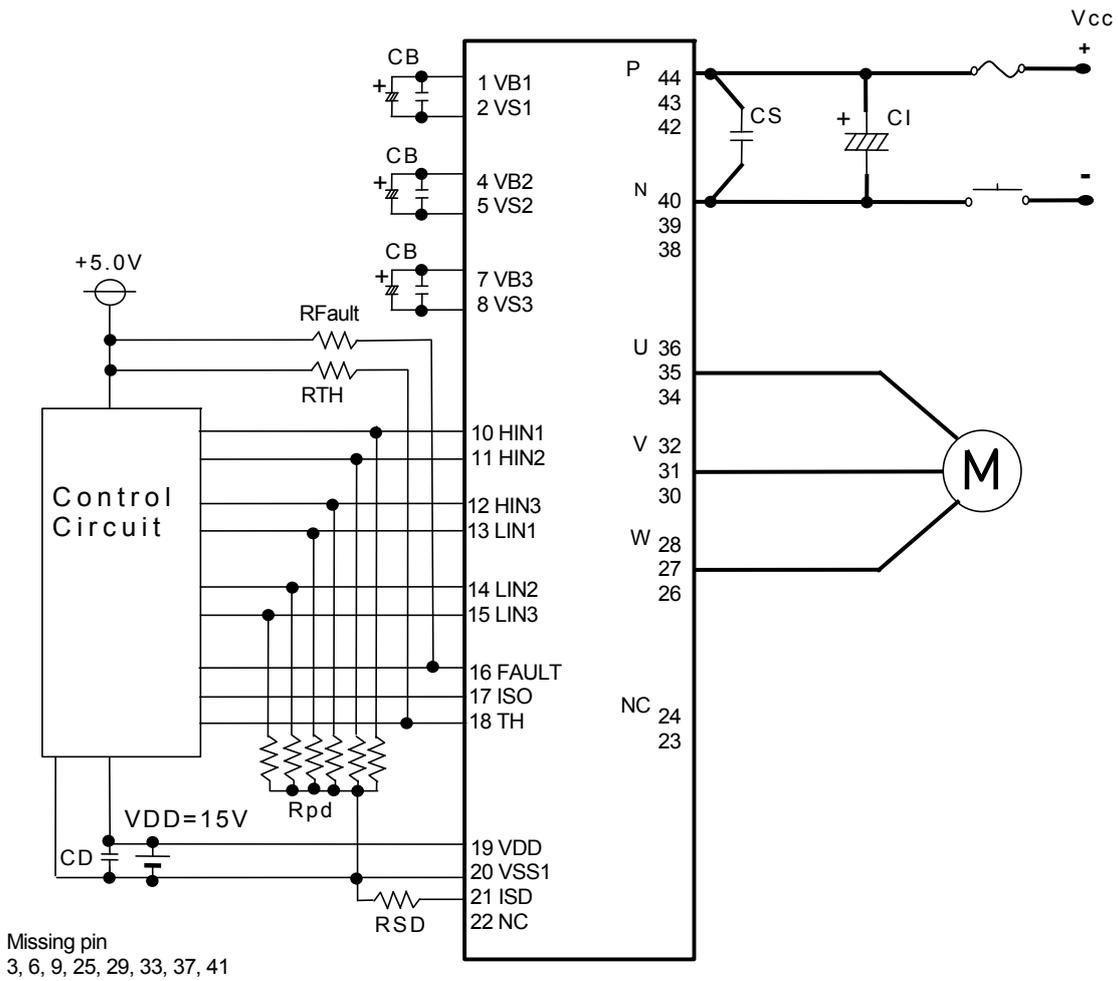 Vcc
+
-
CB
+
1 VB1
2 VS1
CB
+
4 VB2
5 VS2
CB
+
7 VB3
8 VS3
P 44
43
42
CS
+ CI
N 40
39
38
+5.0V
RFault
RTH
U 36
35
34
V 32
31
30
W 28
27
26
M
Control
Circuit
10 HIN1
11 HIN2
12 HIN3
13 LIN1
14 LIN2
15 LIN3
16 FAULT
17 ISO
18 TH
NC 24
23
Rpd
VDD=15V
CD
19 VDD
20 VSS1
21 ISD
22 NC
RSD
Missing pin
3, 6, 9, 25, 29, 33, 37, 41